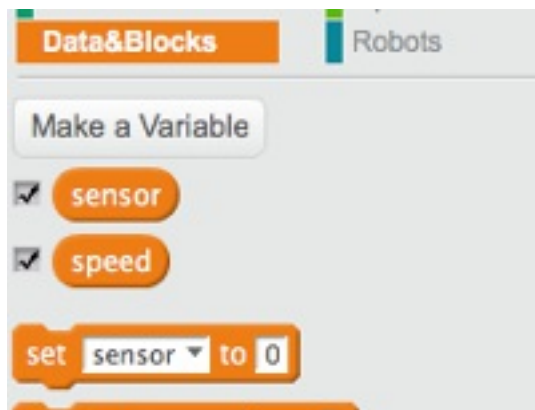 Data&Blocks
Robots
Make a Variable
sensor
speed
set sensor to 0